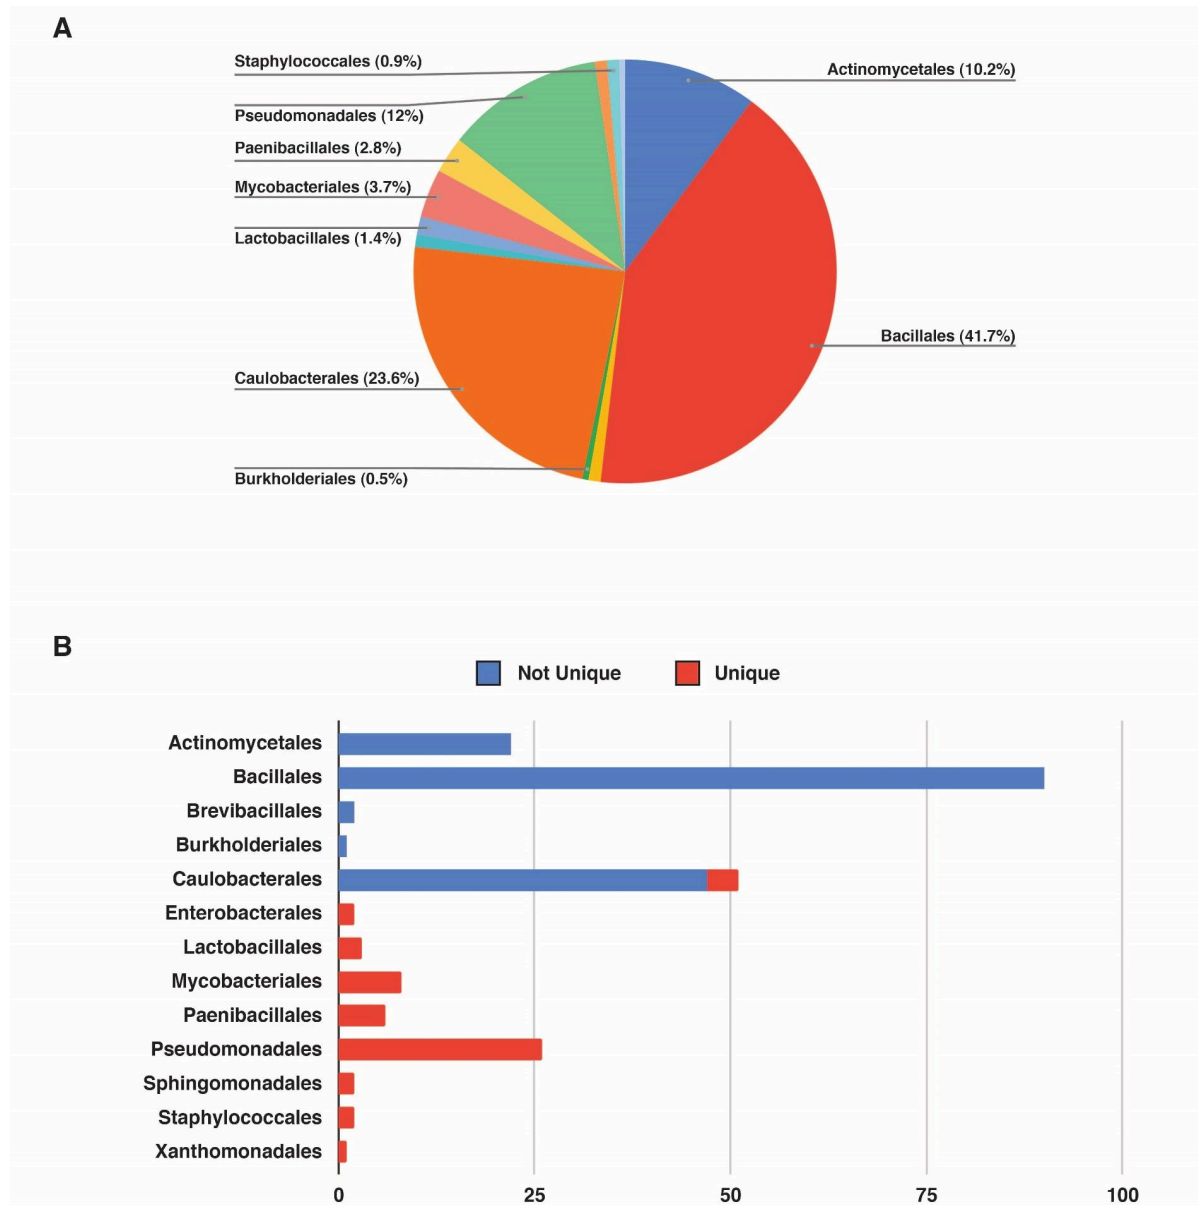 A
Staphylococcales (0.9%)
Actinomycetales (10.2%)
Pseudomonadales (12%)
Paenibacillales (2.8%)
Mycobacteriales (3.7%)
Lactobacillales (1.4%)
Bacillales (41.7%)
Caulobacterales (23.6%)
Burkholderiales (0.5%)
B
Not Unique Unique
Actinomycetales
Bacillales
Brevibacillales
Burkholderiales
Caulobacterales
Enterobacterales
Lactobacillales
Mycobacteriales
Paenibacillales
Pseudomonadales
Sphingomonadales
Staphylococcales
Xanthomonadales
0 25 50 75 100